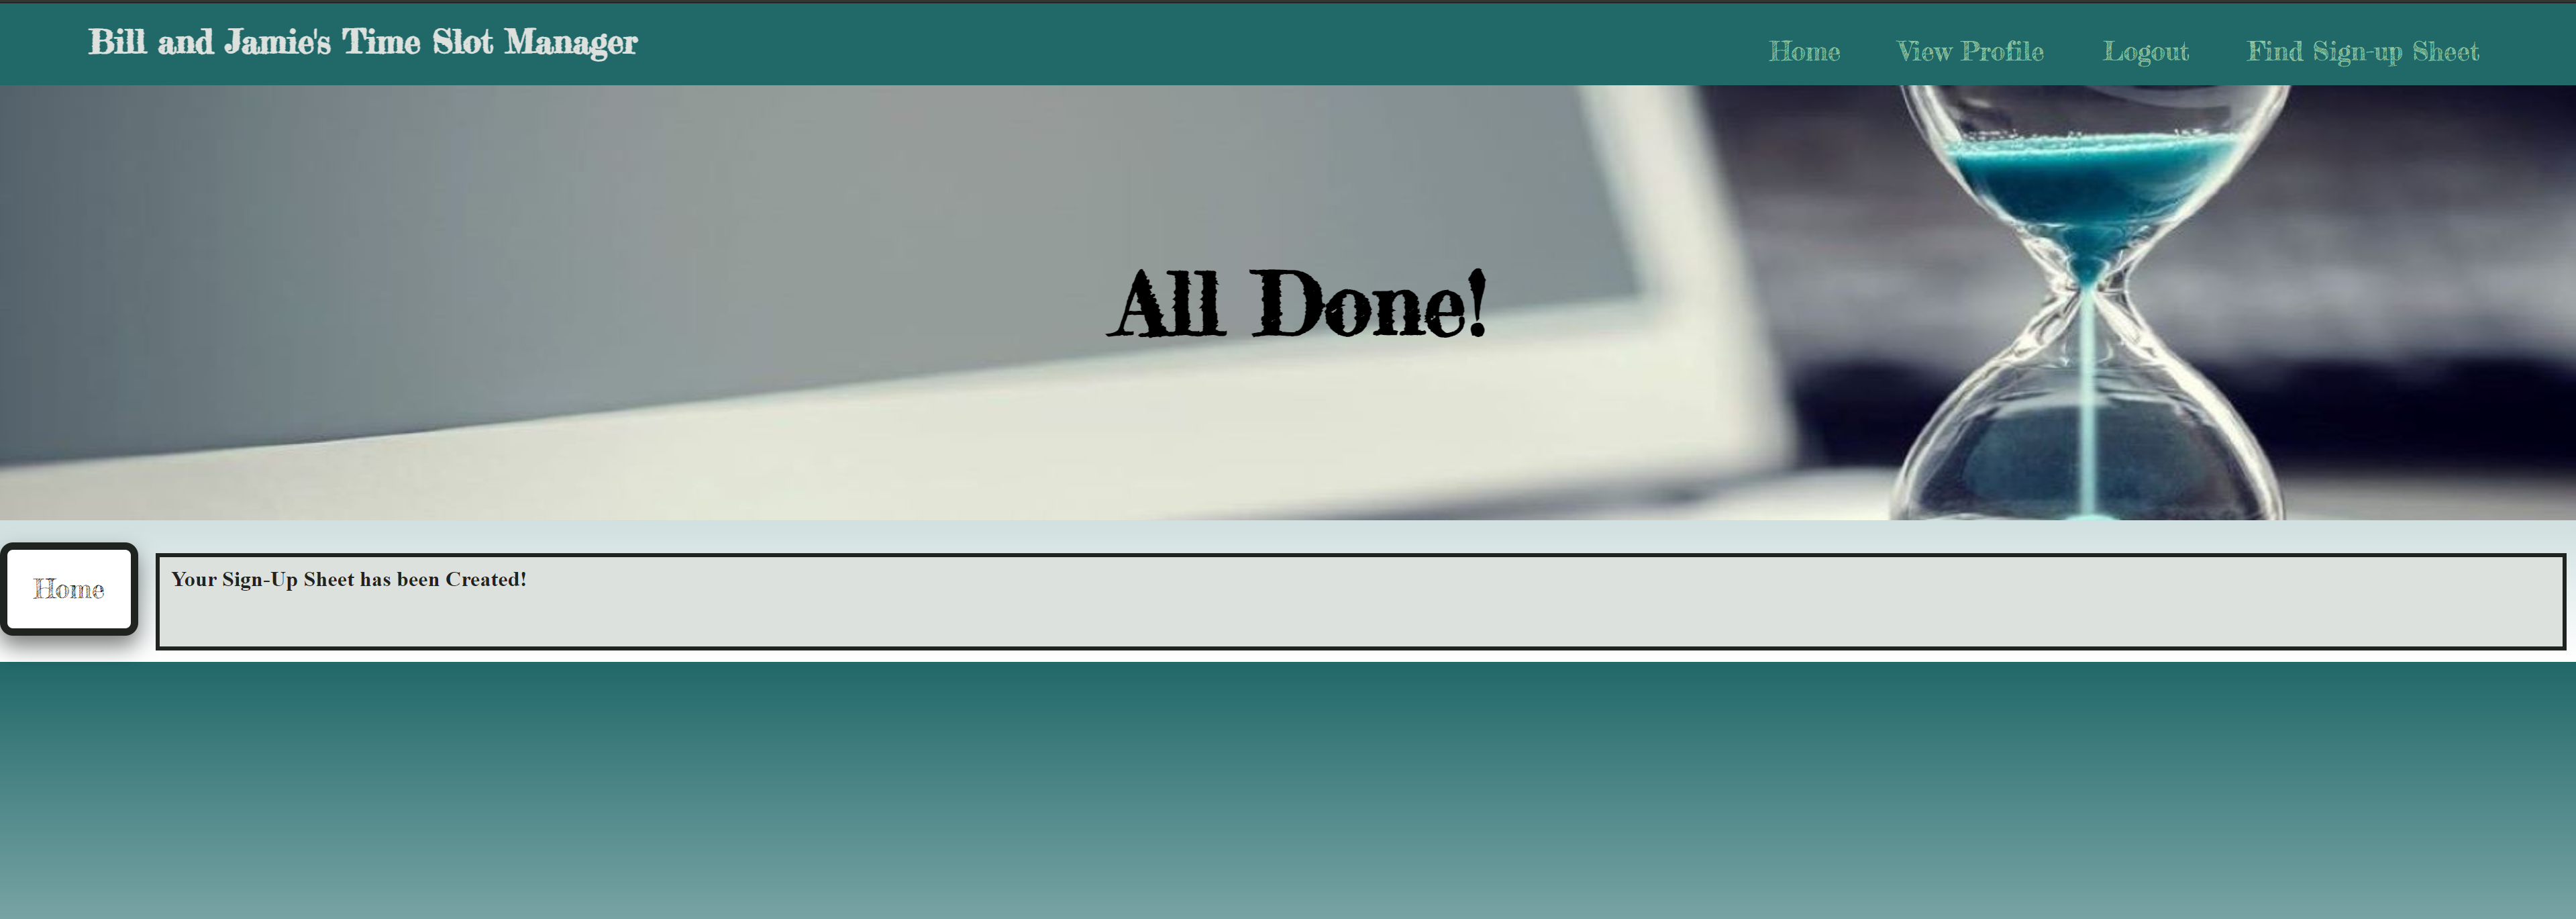 Bill and Jamie's Time Slot Manager
Home View Profile Logout Find Sign-up Sheet
All Done!
Home
Your Sign-Up Sheet has been Created!